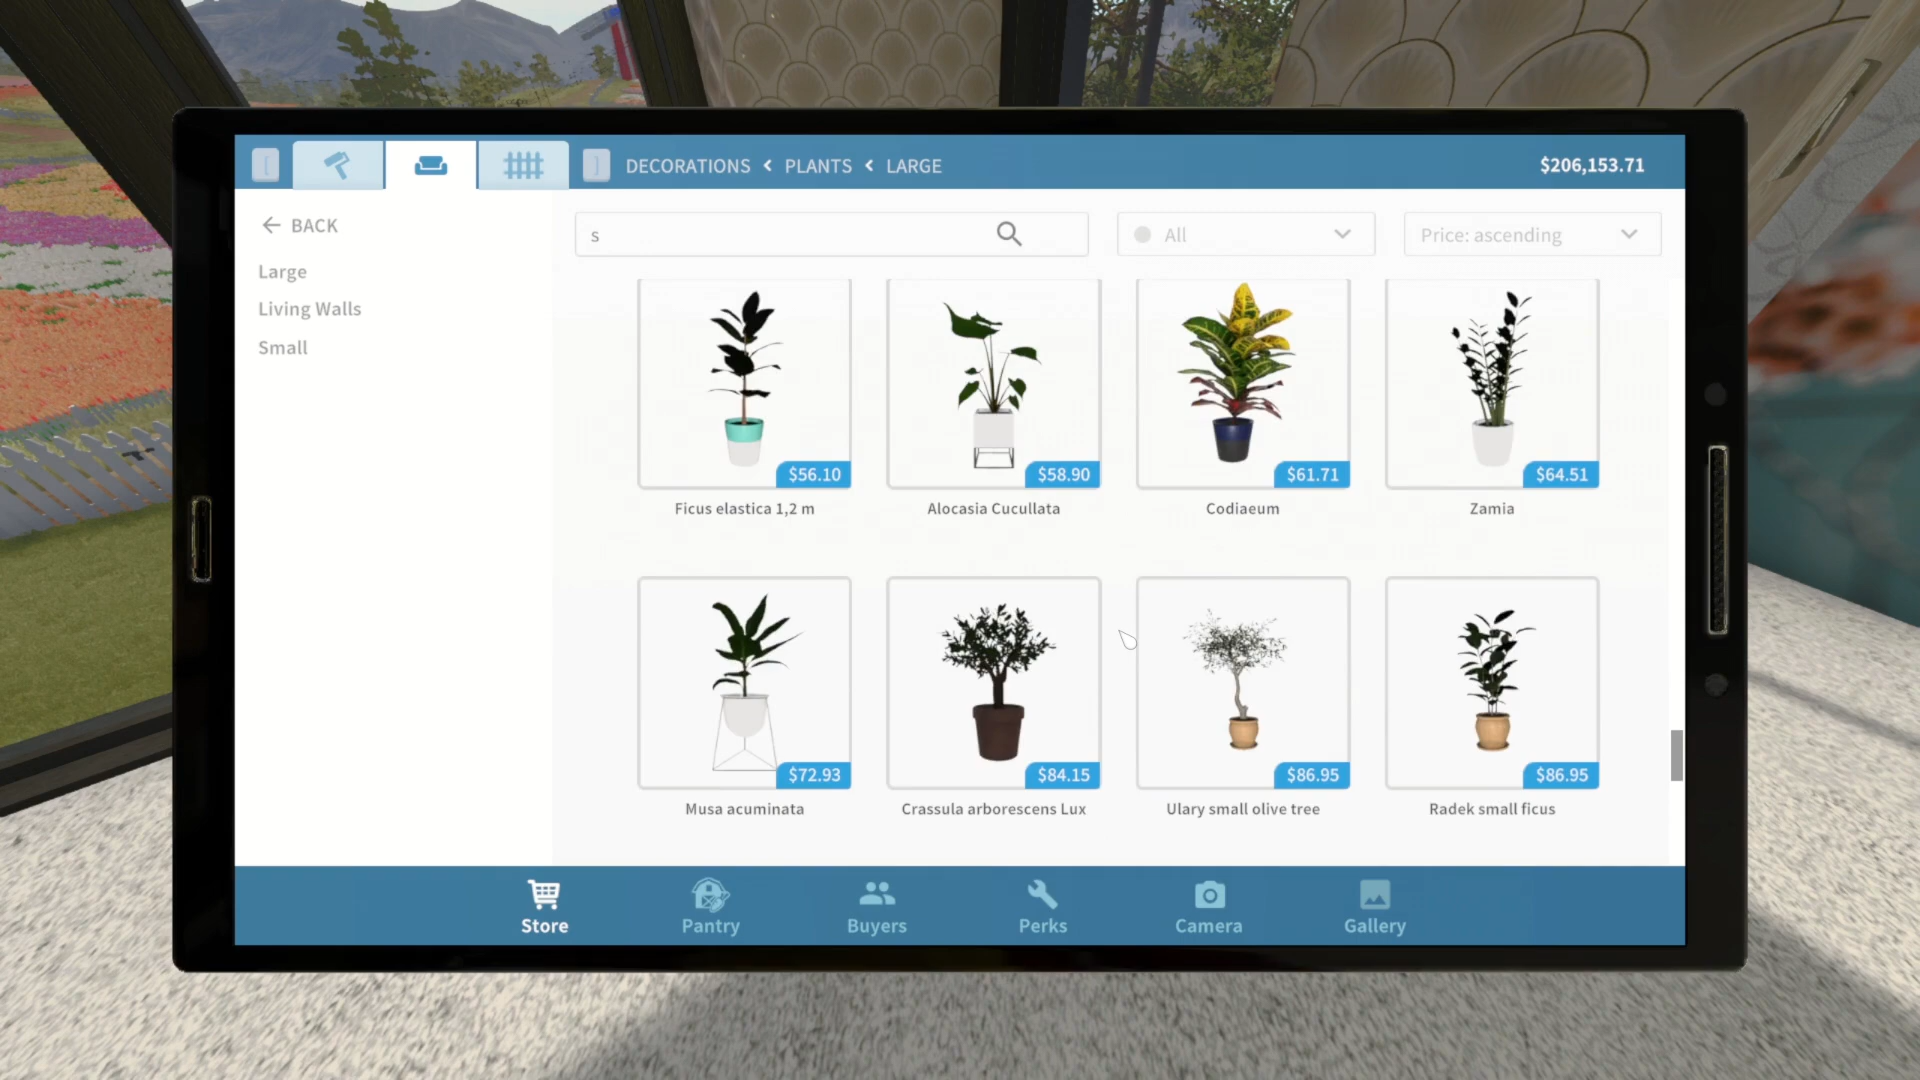 [
]
DECORATIONS < PLANTS < LARGE
$206,153.71
← BACK
Large
Living Walls
Small
s
All
Price: ascending
$56.10
$58.90
$61.71
$64.51
Ficus elastica 1,2 m
Alocasia Cucullata
Codiaeum
Zamia
$72.93
$84.15
$86.95
$86.95
Musa acuminata
Crassula arborescens Lux
Ulary small olive tree
Radek small ficus
Store
Pantry
Buyers
Perks
Camera
Gallery